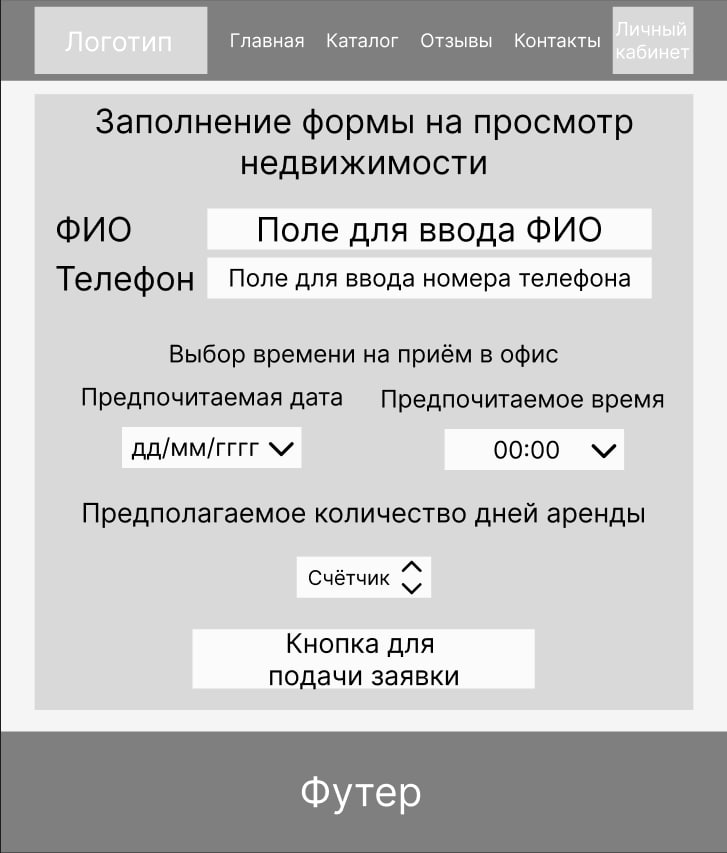 Логотип
Главная
Каталог
Отзывы
Контакты
Личный
кабинет
Заполнение формы на просмотр
недвижимости
ФИО
Поле для ввода ФИО
Телефон
Поле для ввода номера телефона
Выбор времени на приём в офис
Предпочитаемая дата
Предпочитаемое время
дд/мм/гггг
00:00
Предполагаемое количество дней аренды
Счётчик
Кнопка для
подачи заявки
Футер